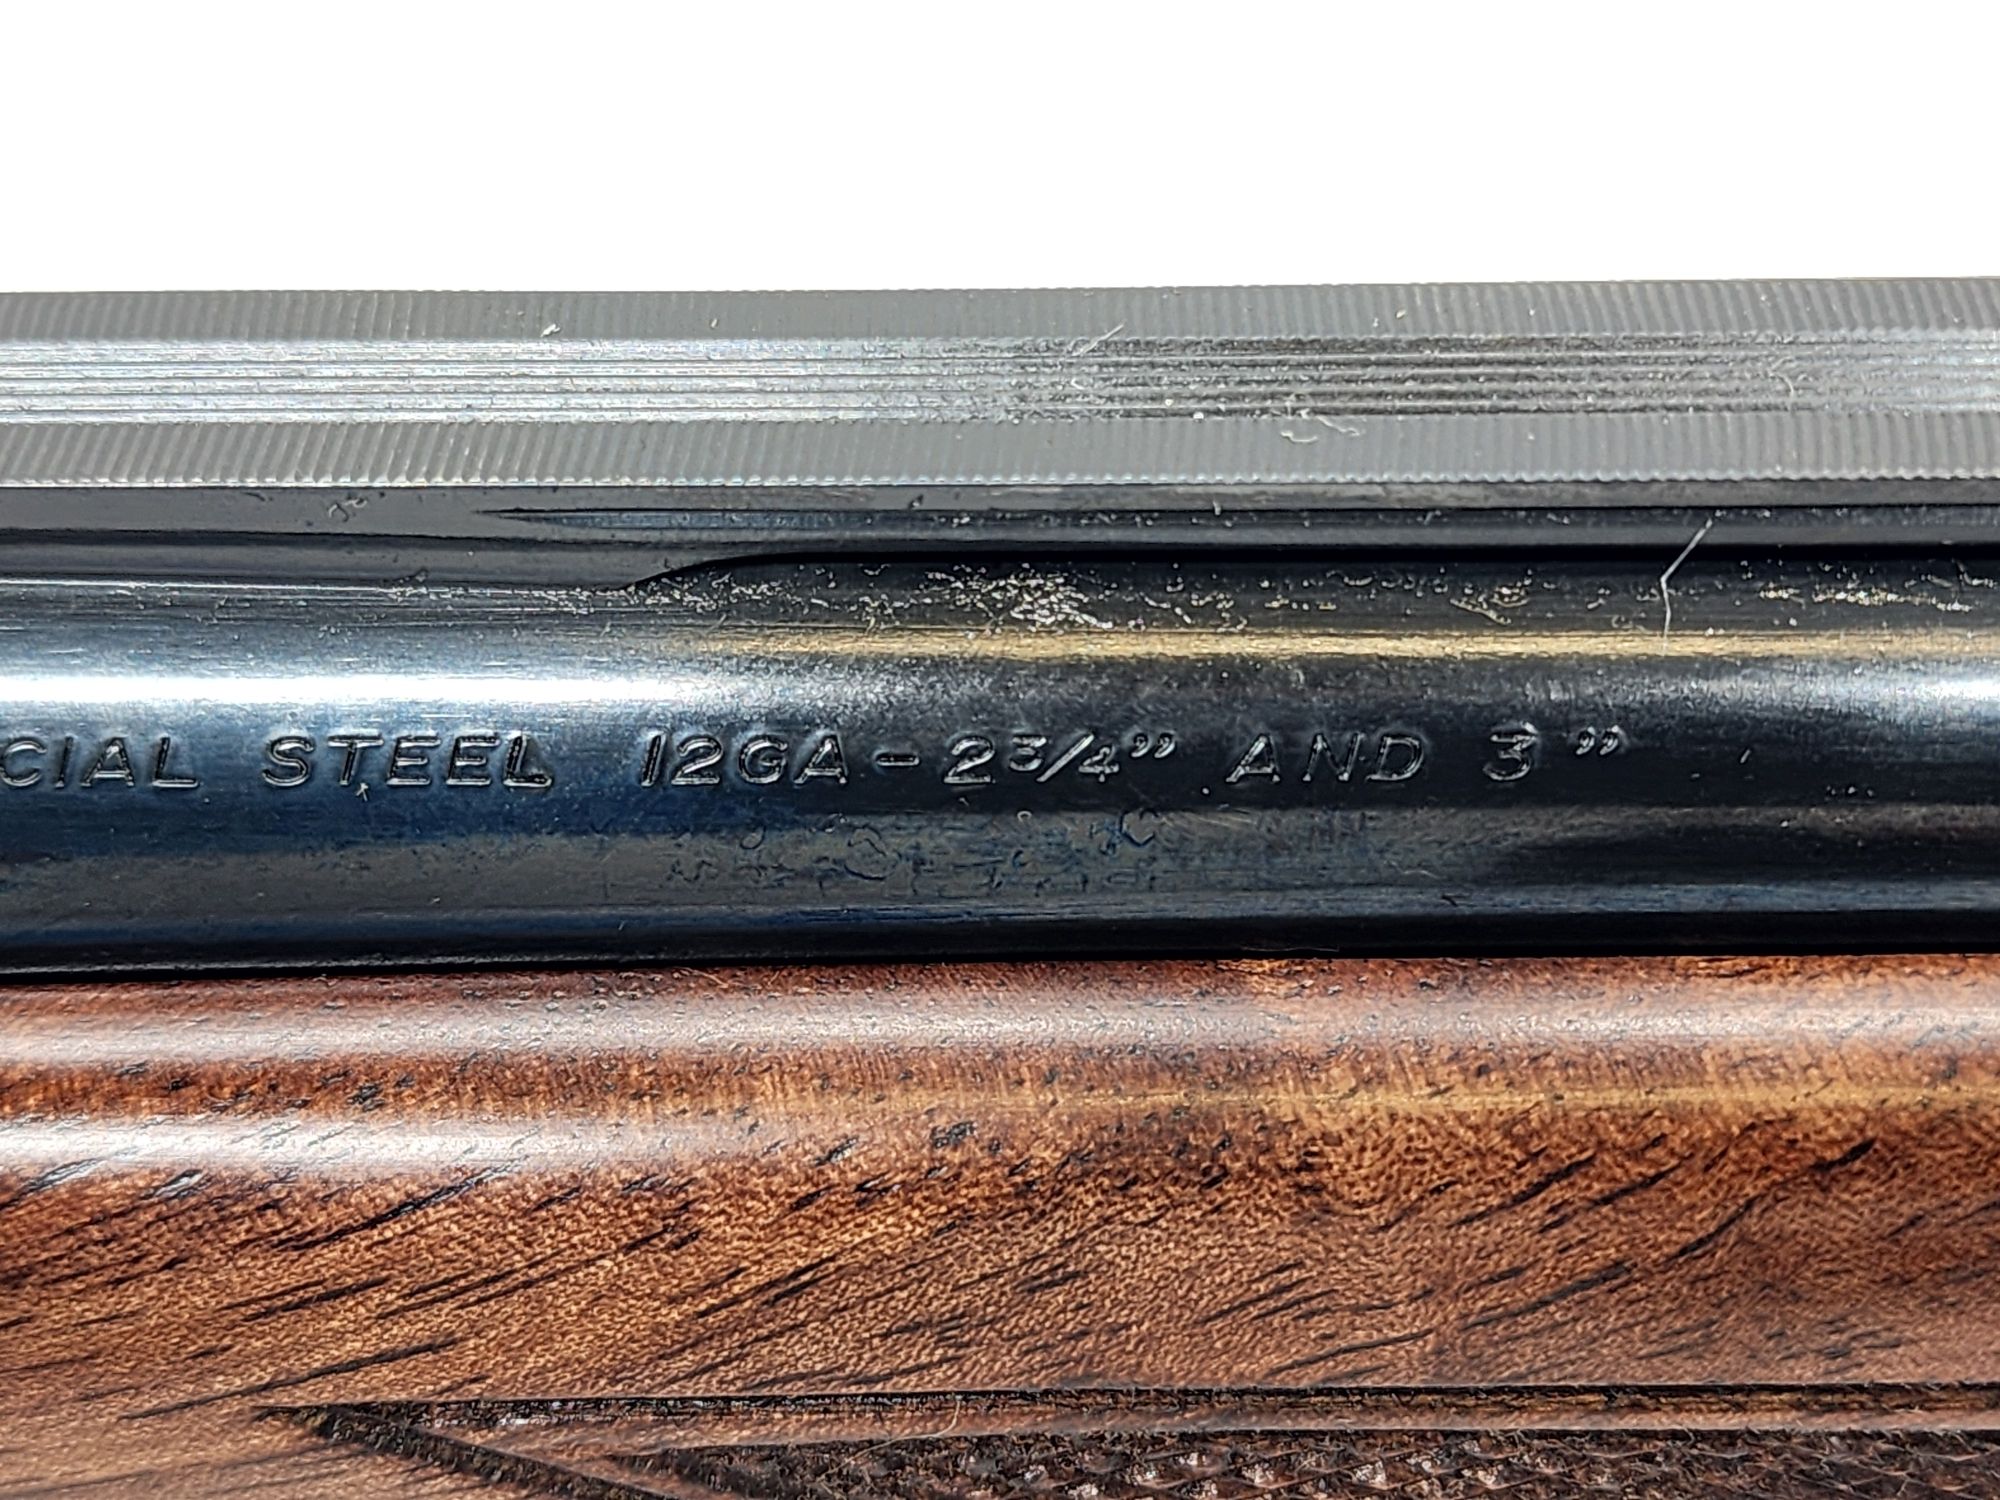 CIAL STEEL 12GA-2¾" AND 3"